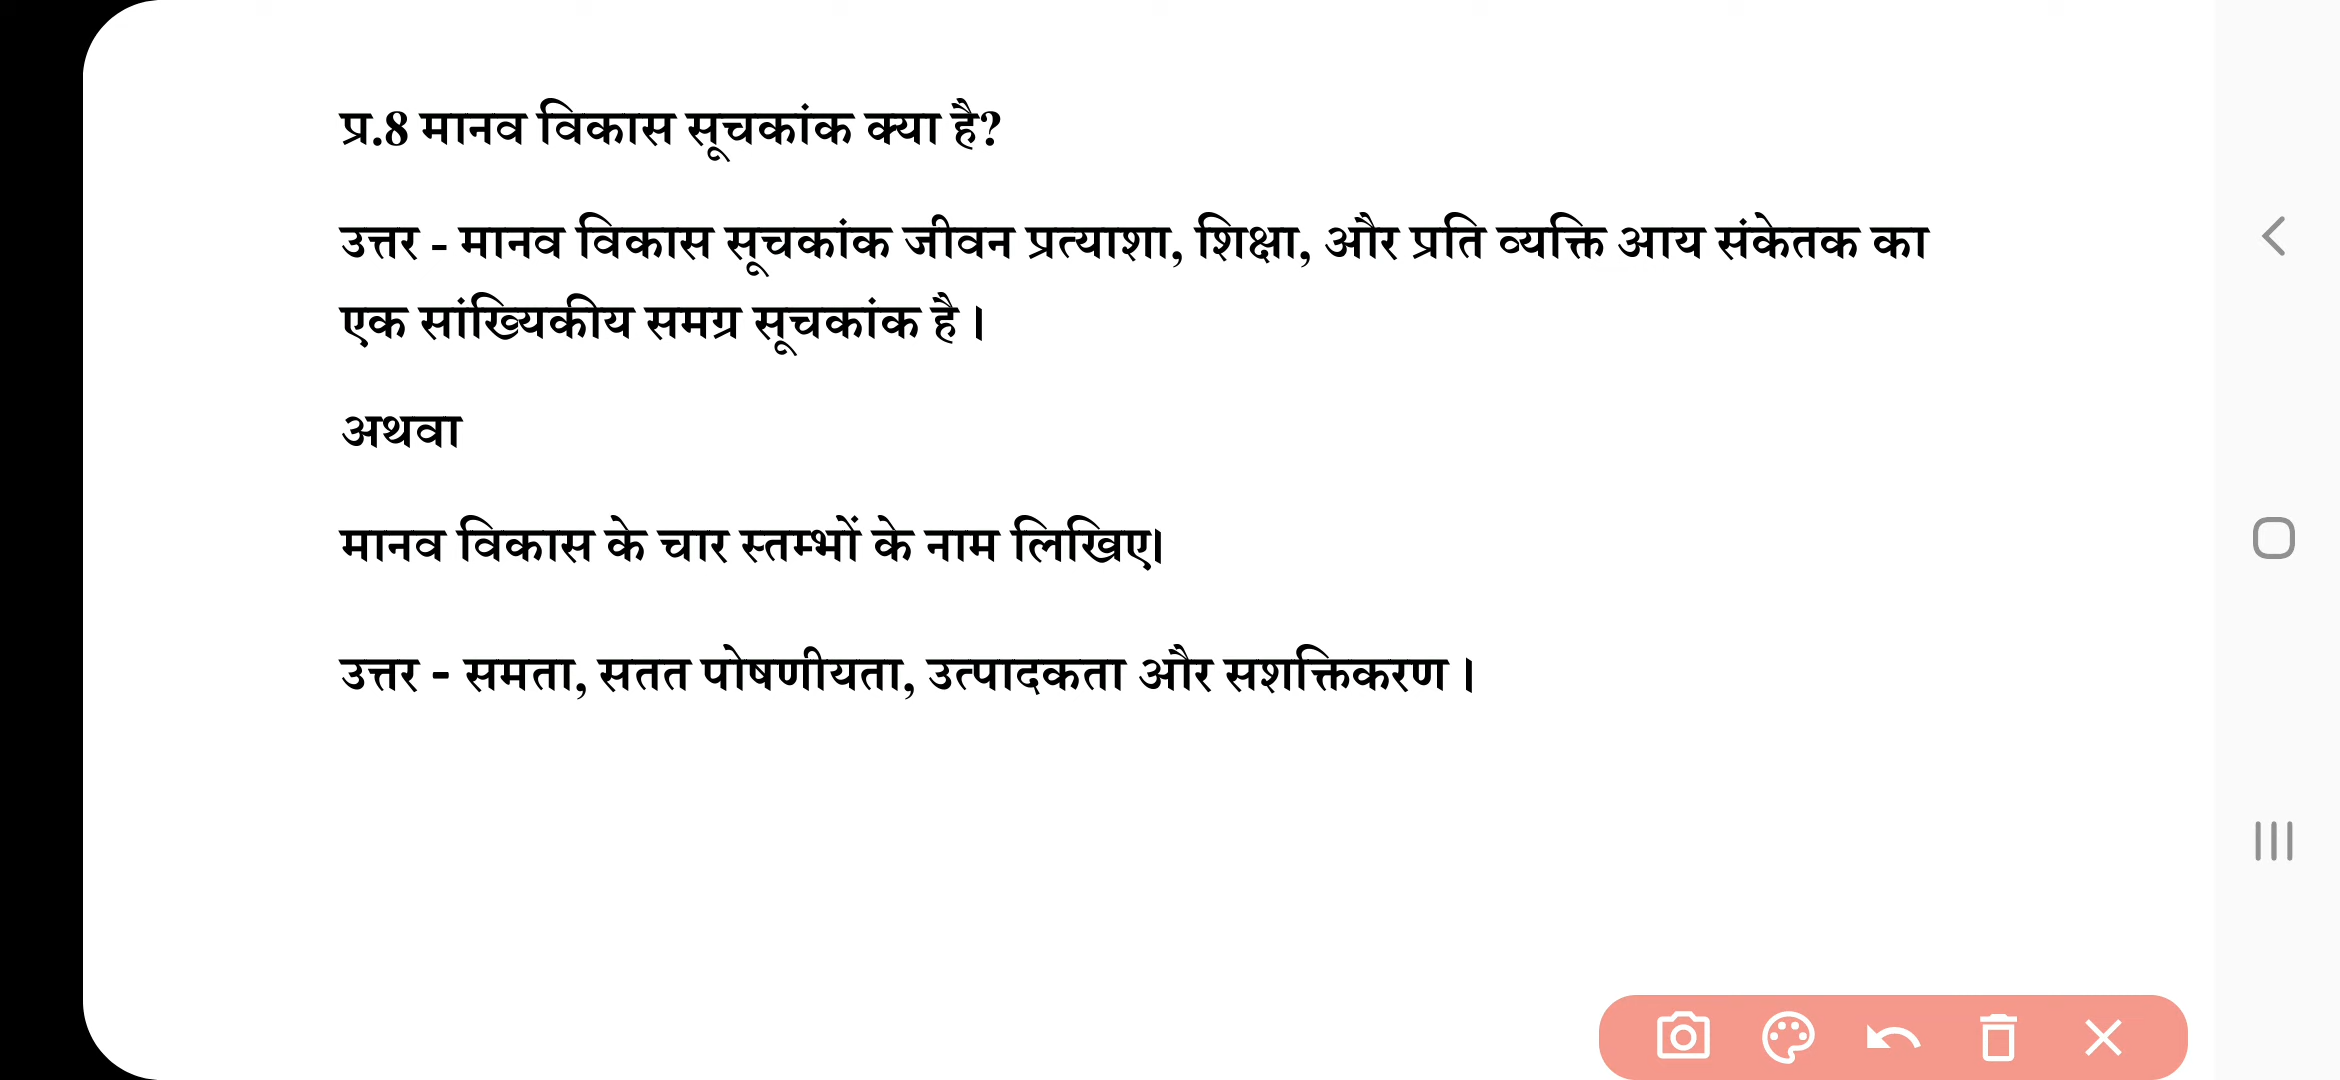 प्र.8 मानव विकास सूचकांक क्या है?
उत्तर - मानव विकास सूचकांक जीवन प्रत्याशा, शिक्षा, और प्रति व्यक्ति आय संकेतक का
एक सांख्यिकीय समग्र सूचकांक है ।
अथवा
मानव विकास के चार स्तम्भों के नाम लिखिए।
उत्तर - समता, सतत पोषणीयता, उत्पादकता और सशक्तिकरण ।